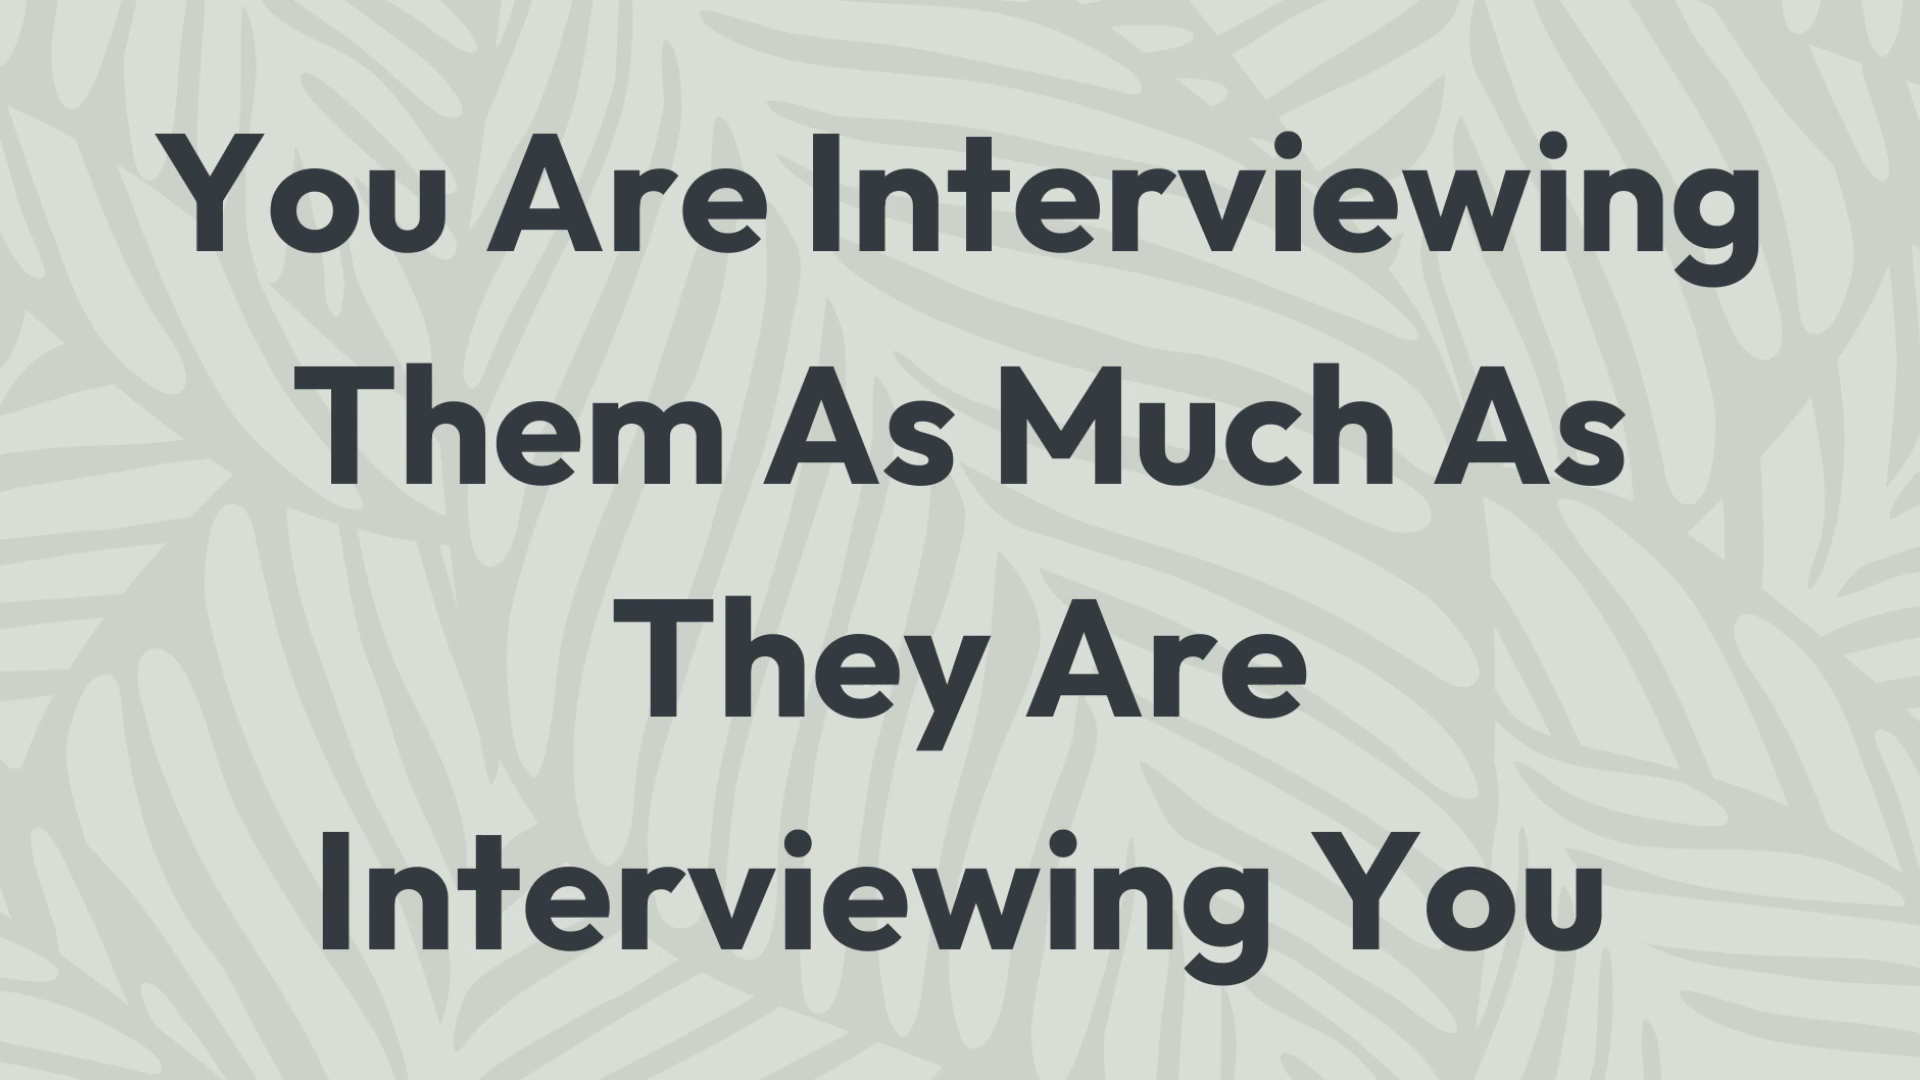 You Are Interviewing
Them As Much As
They Are
Interviewing You